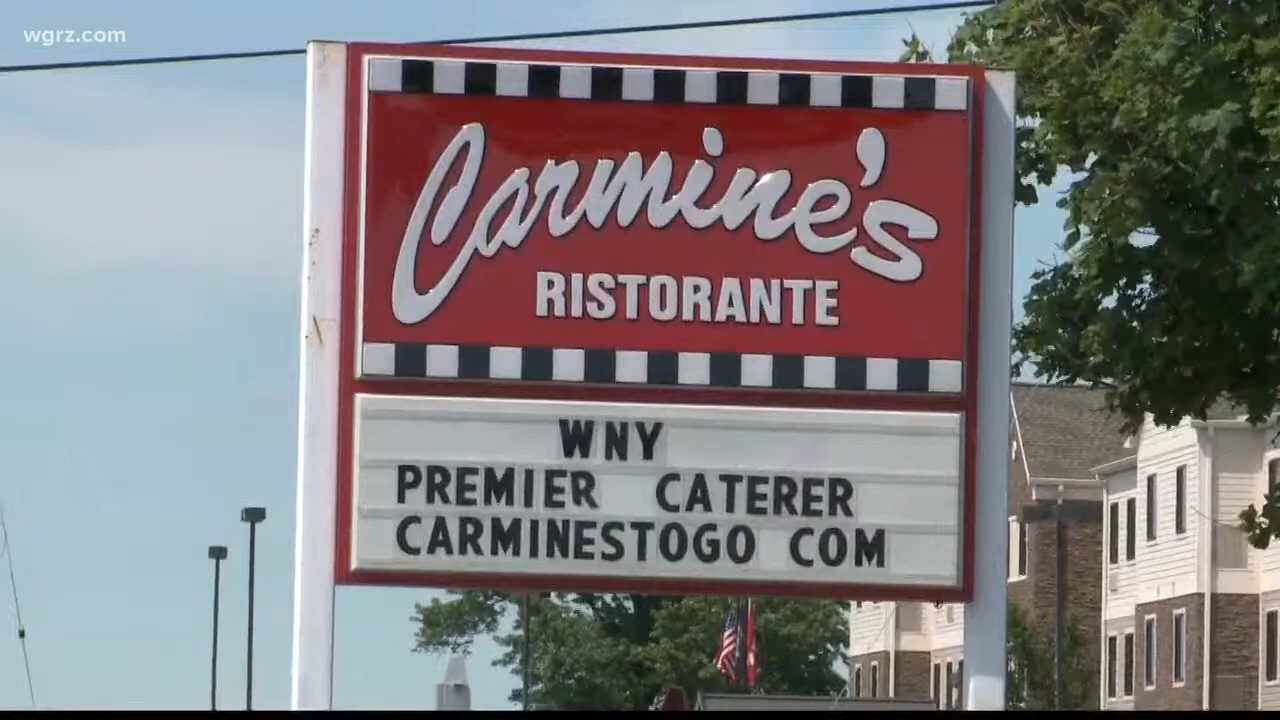 wgrz.com
Carmine's
RISTORANTE
WNY
PREMIER CATERER
CARMINESTOGO COM